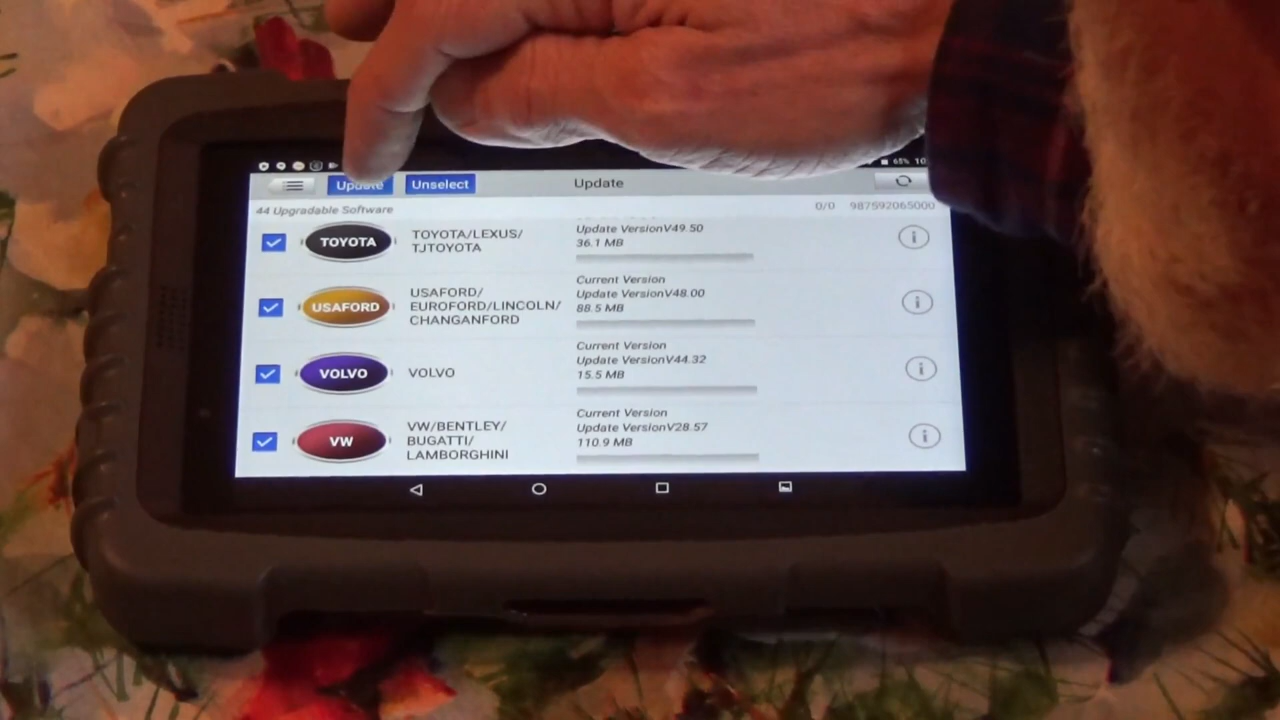 65% 10
Update Unselect Update
44 Upgradable Software 0/0 987592065000
TOYOTA
TOYOTA/LEXUS/
TJTOYOTA
Update VersionV49.50
36.1 MB
USAFORD
USAFORD/
EUROFORD/LINCOLN/
CHANGANFORD
Current Version
Update VersionV48.00
88.5 MB
VOLVO
VOLVO
Current Version
Update VersionV44.32
15.5 MB
VW
VW/BENTLEY/
BUGATTI/
LAMBORGHINI
Current Version
Update VersionV28.57
110.9 MB